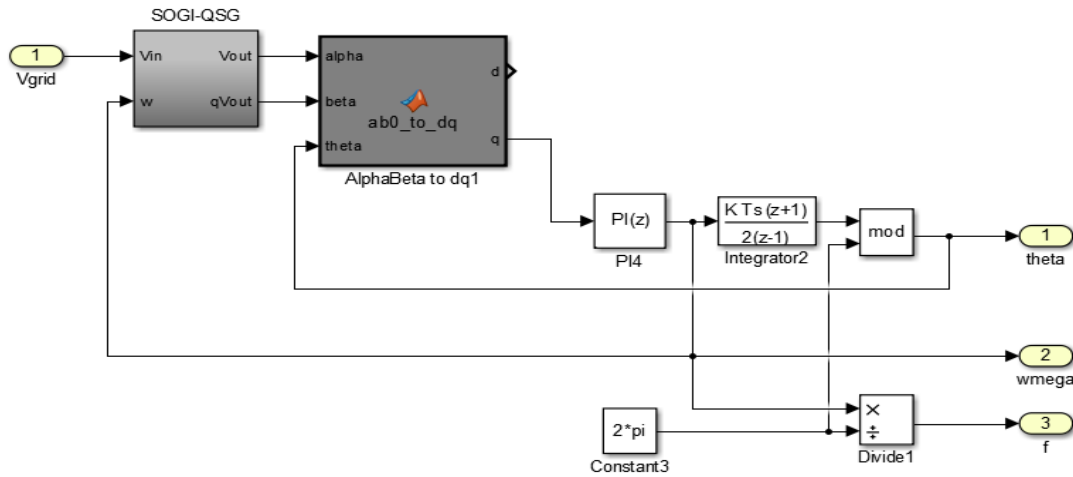 SOGI-QSG
1
Vgrid
Vin
Vout
w
qVout
alpha
beta
theta
d
q
ab0_to_dq
AlphaBeta to dq1
PI(z)
PI4
K Ts(z+1)
2(z-1)
Integrator2
mod
1
theta
2
wmega
2*pi
Constant3
×
÷
Divide1
3
f